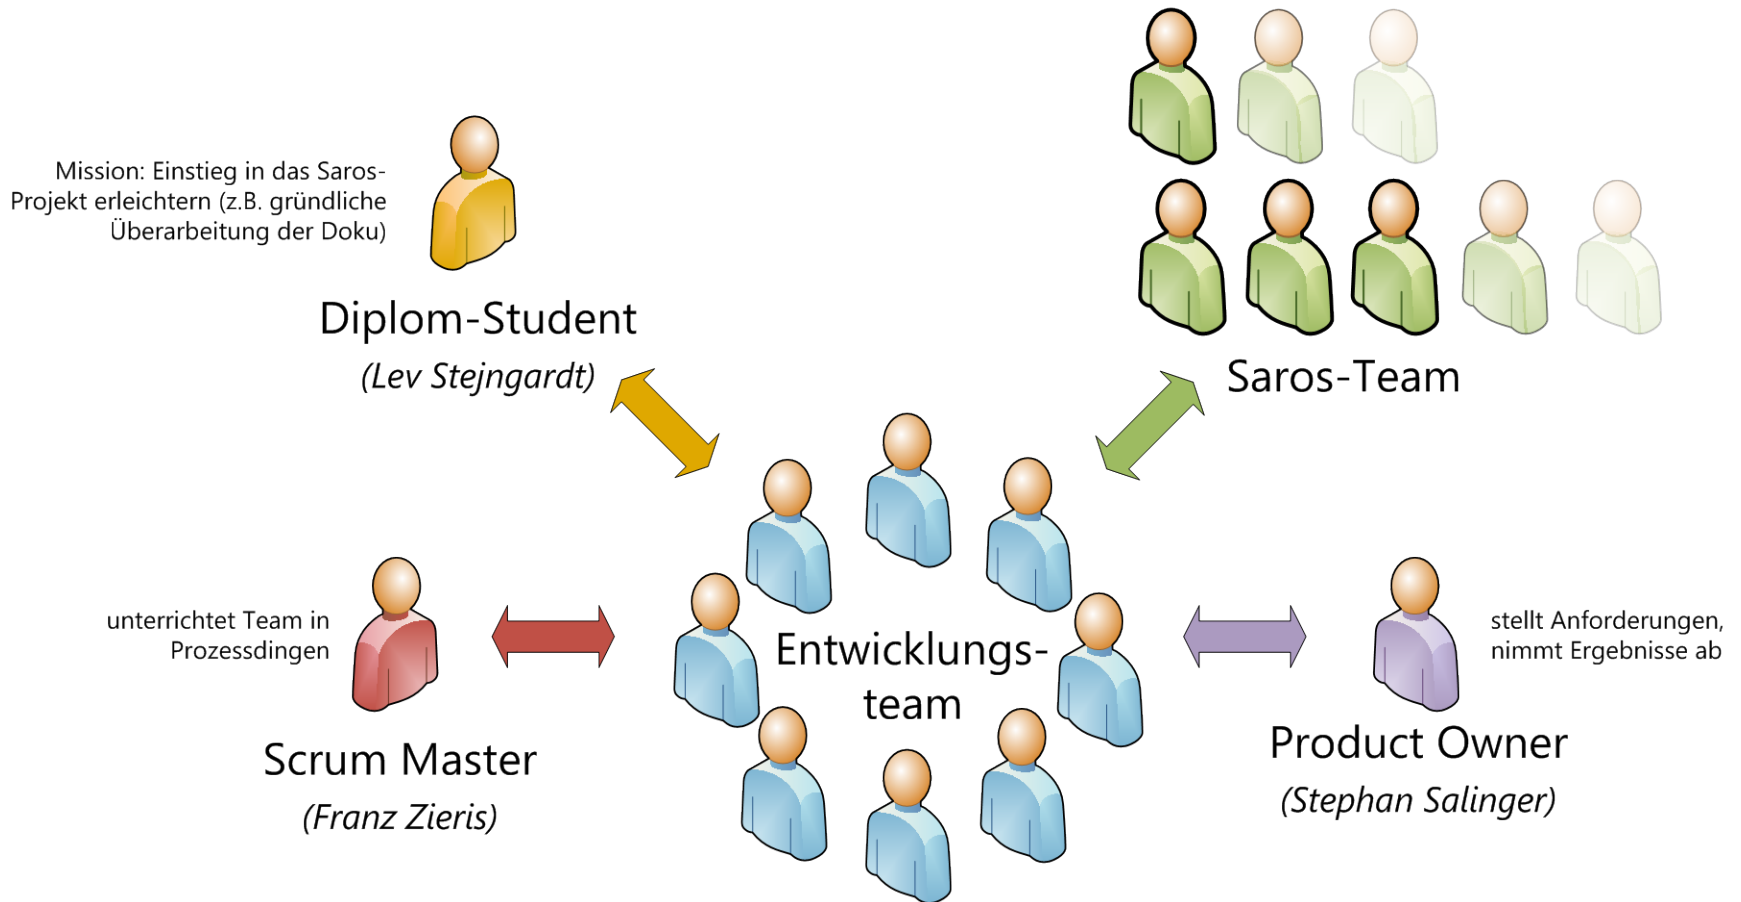 Mission: Einstieg in das Saros-
Projekt erleichtern (z.B. gründliche
Überarbeitung der Doku)
Diplom-Student
(Lev Stejngardt)
Saros-Team
unterrichtet Team in
Prozessdingen
Scrum Master
(Franz Zieris)
Entwicklungs-
team
stellt Anforderungen,
nimmt Ergebnisse ab
Product Owner
(Stephan Salinger)